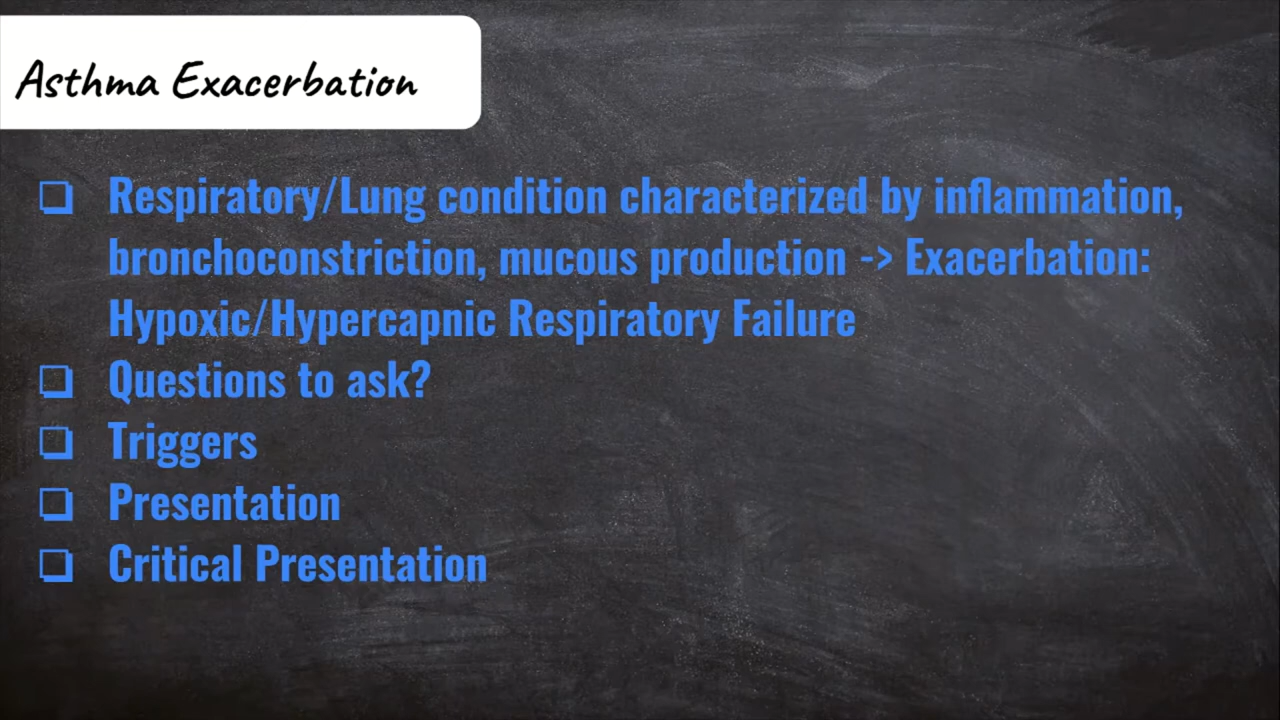 Asthma Exacerbation
❏ Respiratory/Lung condition characterized by inflammation,
bronchoconstriction, mucous production -> Exacerbation:
Hypoxic/Hypercapnic Respiratory Failure
❏ Questions to ask?
❏ Triggers
❏ Presentation
❏ Critical Presentation